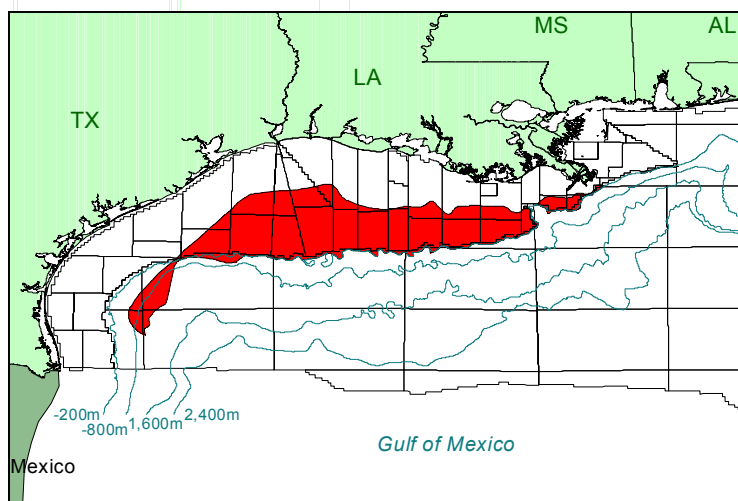 MS
AL
LA
TX
-200m
-800m
1,600m
2,400m
Gulf of Mexico
Mexico